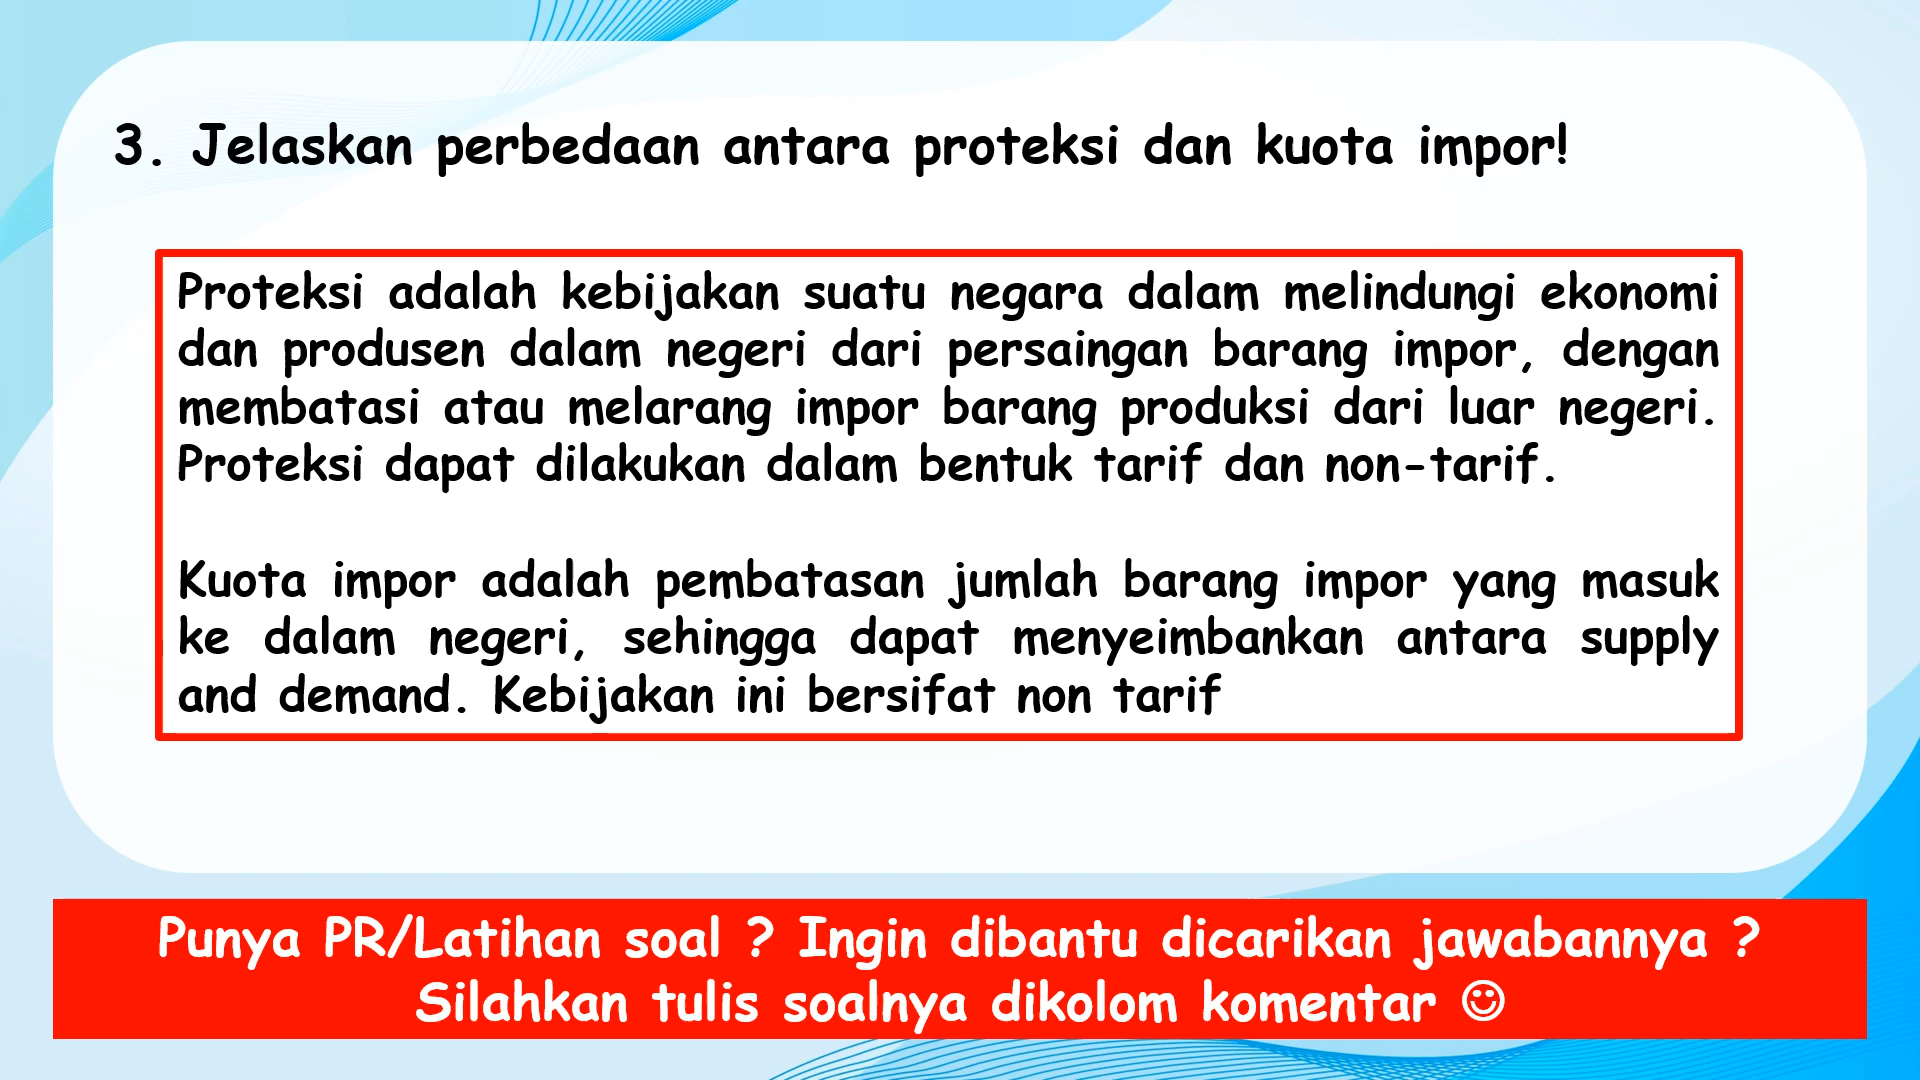 3. Jelaskan perbedaan antara proteksi dan kuota impor!
Proteksi adalah kebijakan suatu negara dalam melindungi ekonomi
dan produsen dalam negeri dari persaingan barang impor, dengan
membatasi atau melarang impor barang produksi dari luar negeri.
Proteksi dapat dilakukan dalam bentuk tarif dan non-tarif.
Kuota impor adalah pembatasan jumlah barang impor yang masuk
ke dalam negeri, sehingga dapat menyeimbankan antara supply
and demand. Kebijakan ini bersifat non tarif
Punya PR/Latihan soal ? Ingin dibantu dicarikan jawabannya ?
Silahkan tulis soalnya dikolom komentar ☺